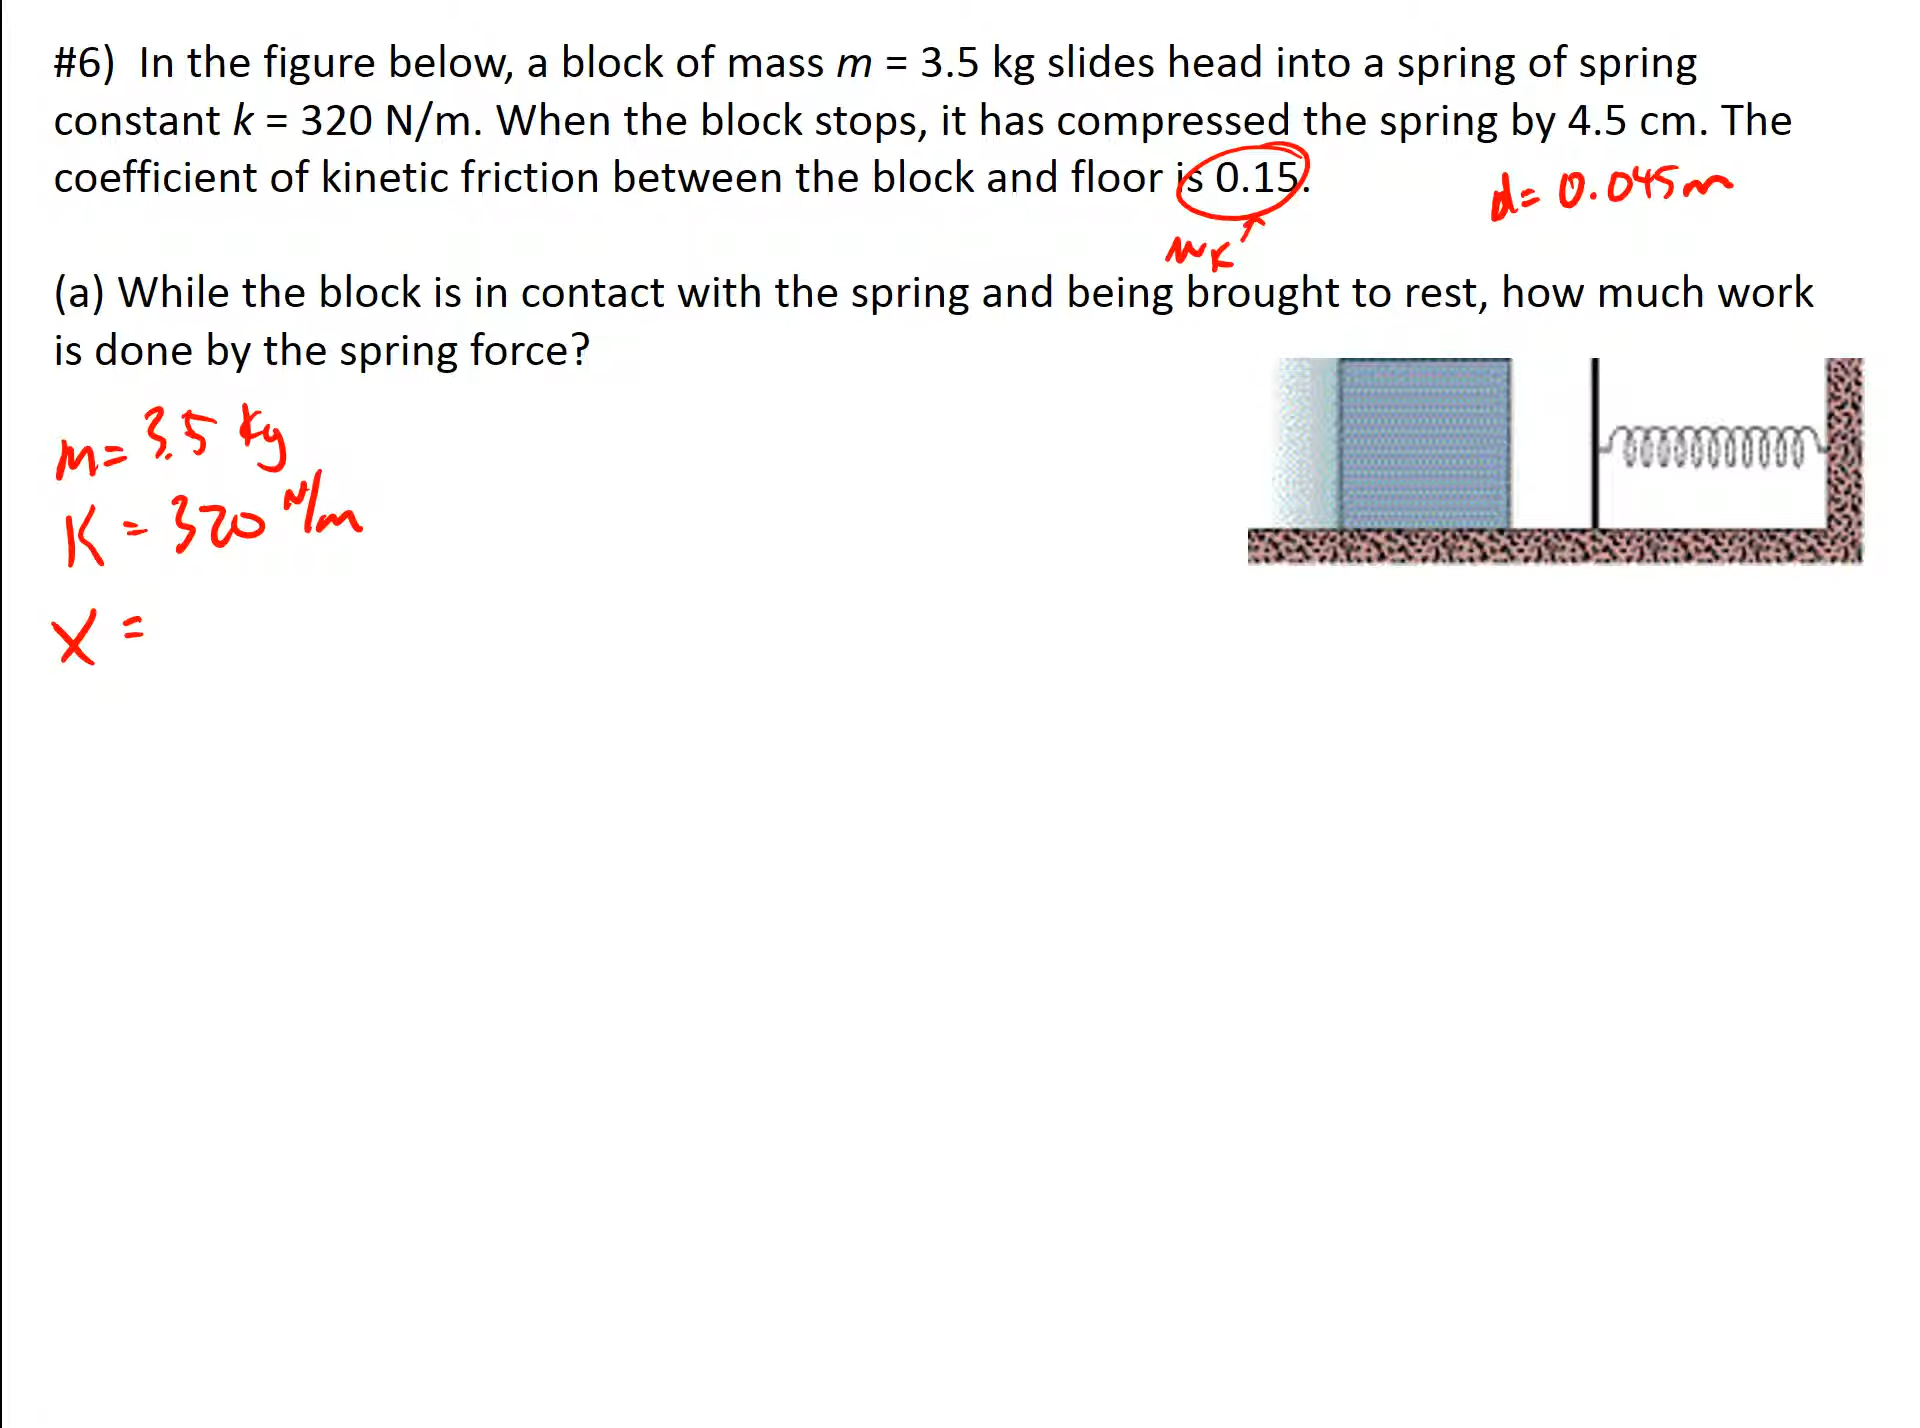 #6) In the figure below, a block of mass m = 3.5 kg slides head into a spring of spring
constant k = 320 N/m. When the block stops, it has compressed the spring by 4.5 cm. The
coefficient of kinetic friction between the block and floor is 0.15.
d= 0.045m
μK
(a) While the block is in contact with the spring and being brought to rest, how much work
is done by the spring force?
m= 3.5 kg
K = 320 N/m
X =